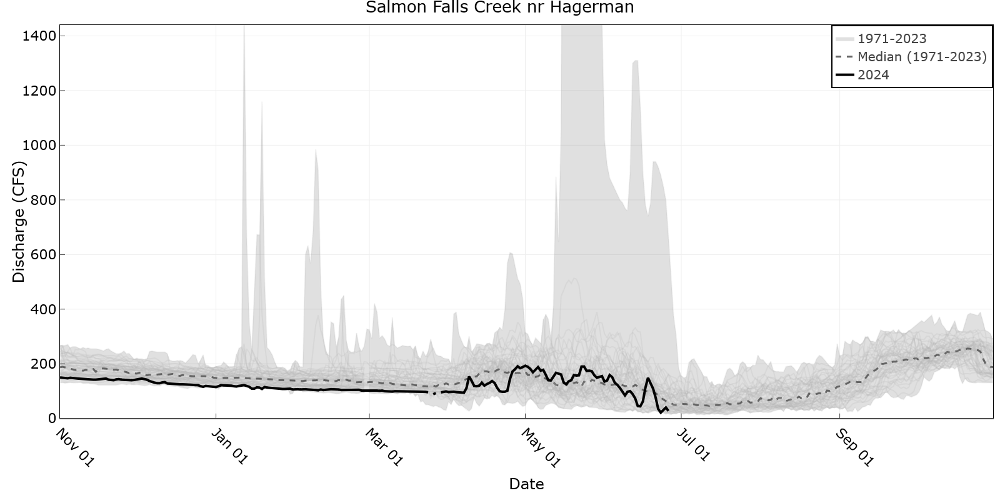 Salmon Falls Creek nr Hagerman
1400
1200
1000
800
600
400
200
0
Discharge (CFS)
1971-2023
Median (1971-2023)
2024
Nov 01
Jan 01
Mar 01
May 01
Jul 01
Sep 01
Date